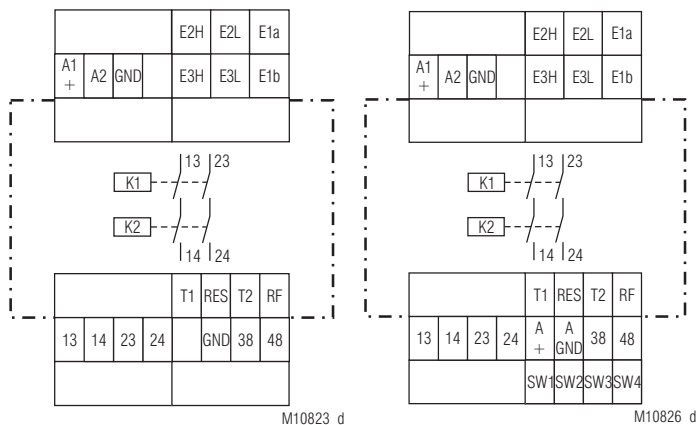 E2H E2L E1a
A1 + A2 GND E3H E3L E1b
13 23
K1
K2
14 24
T1 RES T2 RF
13 14 23 24 GND 38 48
M10823_d
E2H E2L E1a
A1 + A2 GND E3H E3L E1b
13 23
K1
K2
14 24
T1 RES T2 RF
13 14 23 24 A + A GND 38 48
SW1 SW2 SW3 SW4
M10826_d